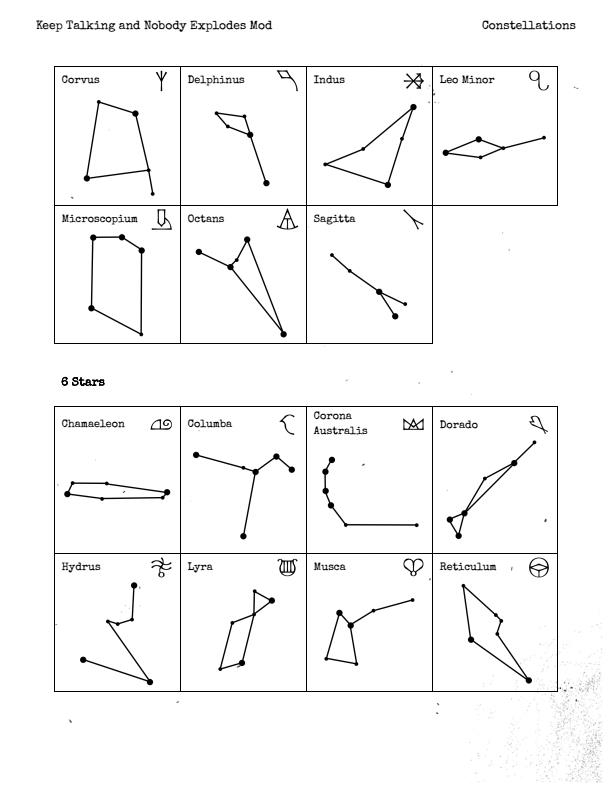 Keep Talking and Nobody Explodes Mod
Constellations
Corvus
Delphinus
Indus
Leo Minor
Microscopium
Octans
Sagitta
6 Stars
Chamaeleon
Columba
Corona
Australis
Dorado
Hydrus
Lyra
Musca
Reticulum